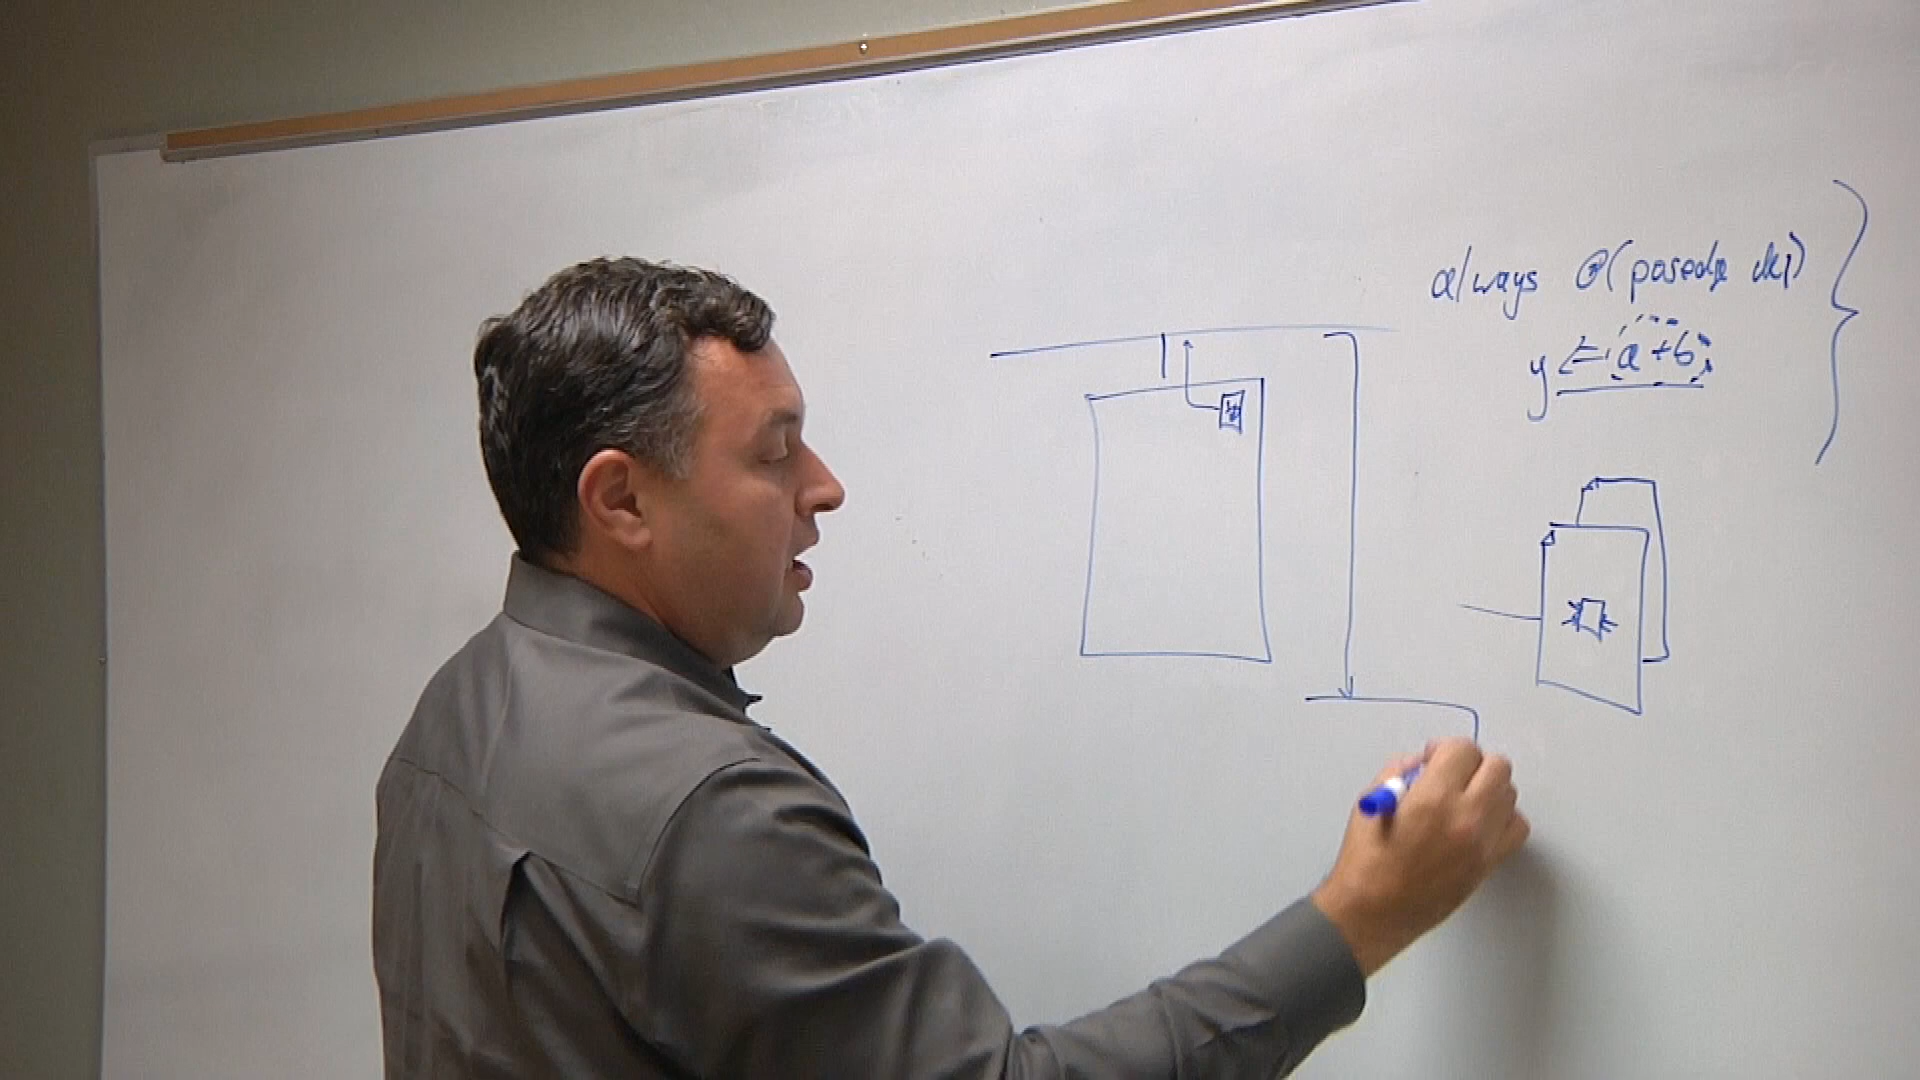 always @(posedge clk)
y <= a + b;